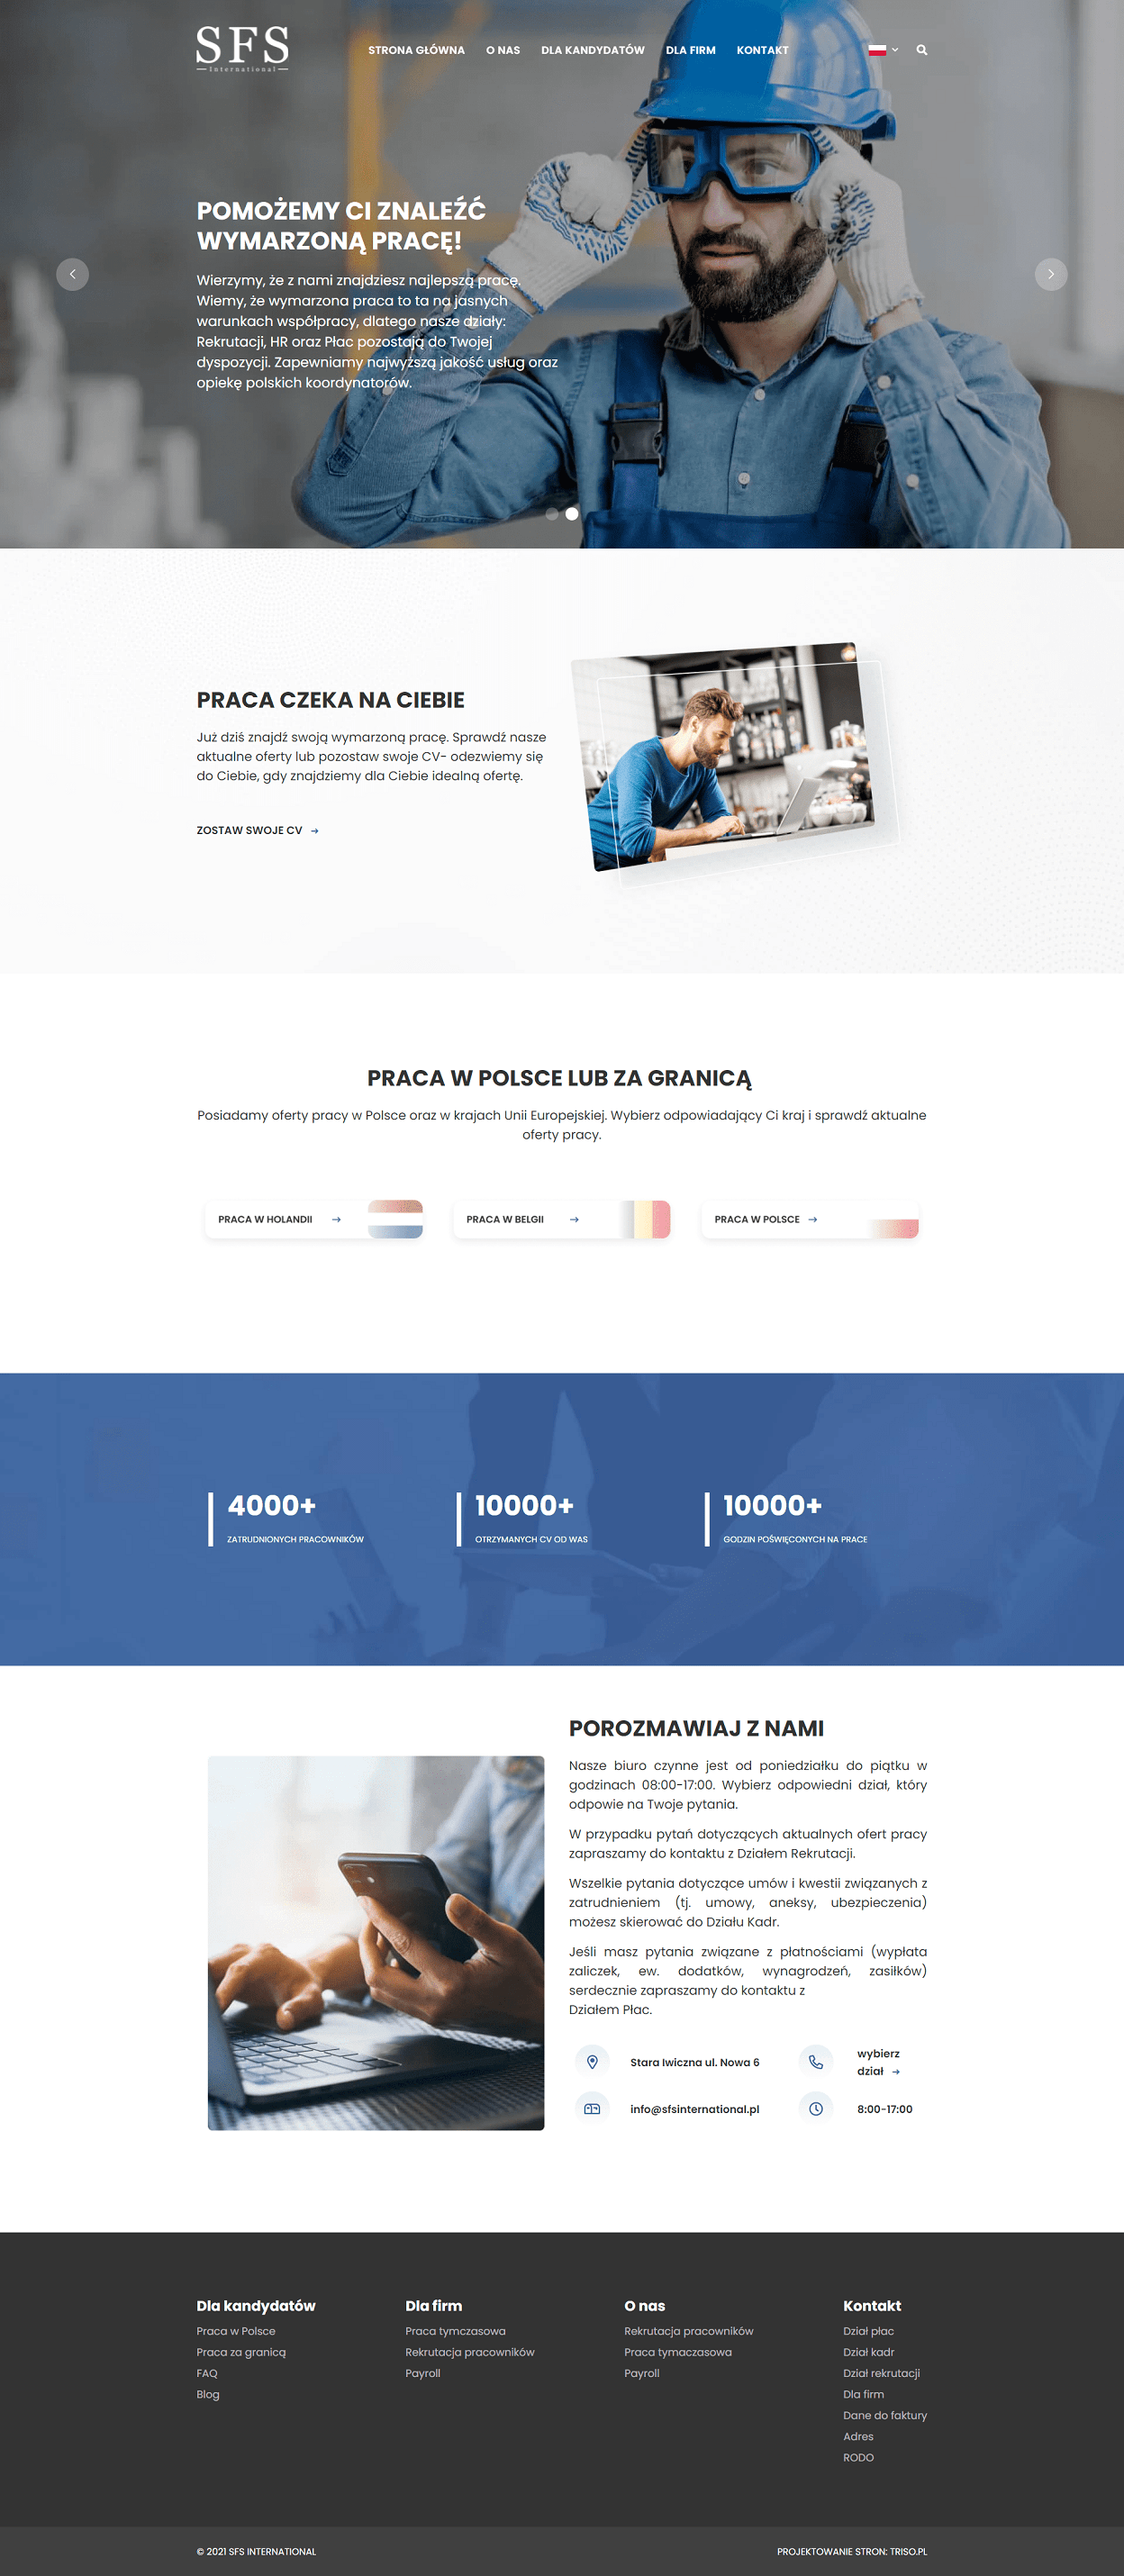 SFS
International
STRONA GŁÓWNA
O NAS
DLA KANDYDATÓW
DLA FIRM
KONTAKT
POMOŻEMY CI ZNALEŹĆ
WYMARZONĄ PRACĘ!
Wierzymy, że z nami znajdziesz najlepszą pracę.
Wiemy, że wymarzona praca to ta na jasnych
warunkach współpracy, dlatego nasze działy:
Rekrutacji, HR oraz Płac pozostają do Twojej
dyspozycji. Zapewniamy najwyższą jakość usług oraz
opiekę polskich koordynatorów.
PRACA CZEKA NA CIEBIE
Już dziś znajdź swoją wymarzoną pracę. Sprawdź nasze
aktualne oferty lub pozostaw swoje CV- odezwiemy się
do Ciebie, gdy znajdziemy dla Ciebie idealną ofertę.
ZOSTAW SWOJE CV
PRACA W POLSCE LUB ZA GRANICĄ
Posiadamy oferty pracy w Polsce oraz w krajach Unii Europejskiej. Wybierz odpowiadający Ci kraj i sprawdź aktualne
oferty pracy.
PRACA W HOLANDII
PRACA W BELGII
PRACA W POLSCE
4000+
ZATRUDNIONYCH PRACOWNIKÓW
10000+
OTRZYMANYCH CV OD WAS
10000+
GODZIN POŚWIĘCONYCH NA PRACE
POROZMAWIAJ Z NAMI
Nasze biuro czynne jest od poniedziałku do piątku w
godzinach 08:00-17:00. Wybierz odpowiedni dział, który
odpowie na Twoje pytania.
W przypadku pytań dotyczących aktualnych ofert pracy
zapraszamy do kontaktu z Działem Rekrutacji.
Wszelkie pytania dotyczące umów i kwestii związanych z
zatrudnieniem (tj. umowy, aneksy, ubezpieczenia)
możesz skierować do Działu Kadr.
Jeśli masz pytania związane z płatnościami (wypłata
zaliczek, ew. dodatków, wynagrodzeń, zasiłków)
serdecznie zapraszamy do kontaktu z
Działem Płac.
Stara Iwiczna ul. Nowa 6
wybierz
dział
info@sfsinternational.pl
8:00-17:00
Dla kandydatów
Praca w Polsce
Praca za granicą
FAQ
Blog
Dla firm
Praca tymczasowa
Rekrutacja pracowników
Payroll
O nas
Rekrutacja pracowników
Praca tymaczasowa
Payroll
Kontakt
Dział płac
Dział kadr
Dział rekrutacji
Dla firm
Dane do faktury
Adres
RODO
© 2021 SFS INTERNATIONAL
PROJEKTOWANIE STRON: TRISO.PL